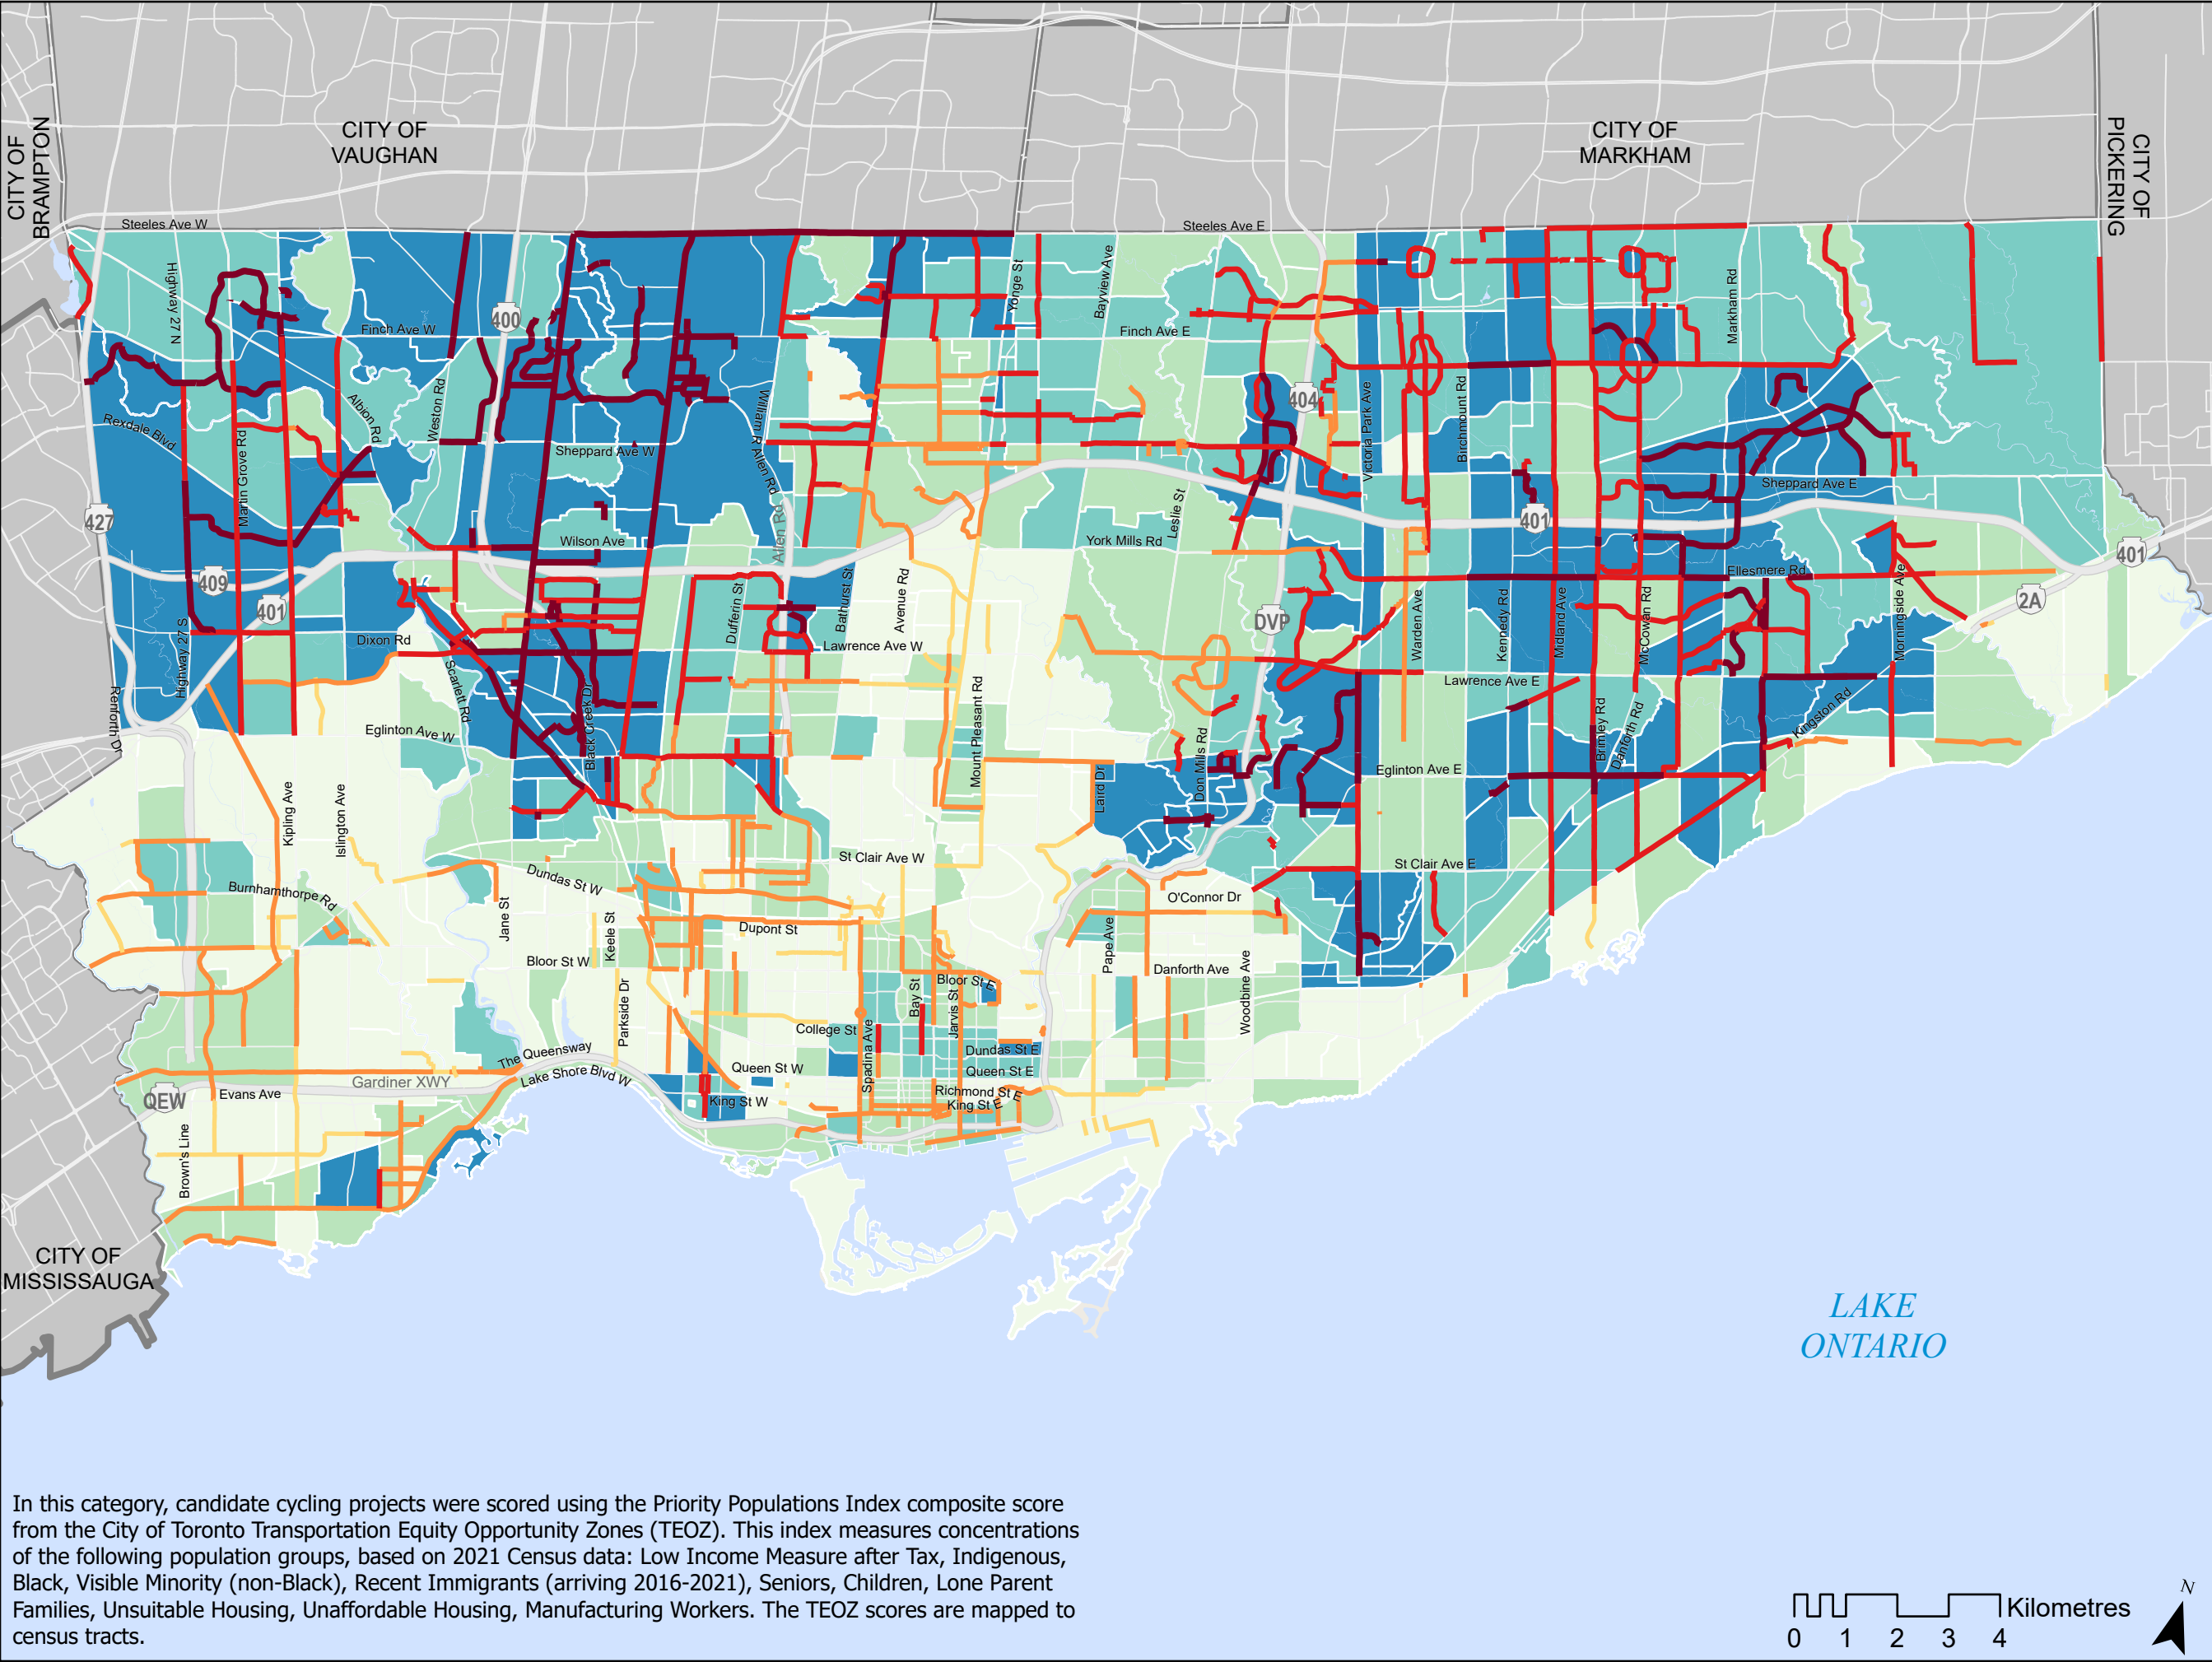 CITY OF
BRAMPTON
CITY OF
VAUGHAN
CITY OF
MARKHAM
CITY OF
PICKERING
Steeles Ave W
Steeles Ave E
Highway 27 N
Finch Ave W
400
Yonge St
Bayview Ave
Finch Ave E
Markham Rd
Rexdale Blvd
Albion Rd
Weston Rd
William R Allen Rd
404
Victoria Park Ave
Birchmount Rd
Martin Grove Rd
Sheppard Ave W
Sheppard Ave E
427
Wilson Ave
Allen Rd
York Mills Rd
Leslie St
401
401
409
401
Dufferin St
Bathurst St
Avenue Rd
DVP
Warden Ave
Kennedy Rd
Midland Ave
McCowan Rd
Ellesmere Rd
Morningside Ave
2A
Highway 27 S
Dixon Rd
Scarlett Rd
Lawrence Ave W
Lawrence Ave E
Renforth Dr
Eglinton Ave W
Black Creek Dr
Mount Pleasant Rd
Laird Dr
Don Mills Rd
Eglinton Ave E
Brimley Rd
Danforth Rd
Kingston Rd
Kipling Ave
Islington Ave
Burnhamthorpe Rd
Dundas St W
St Clair Ave W
St Clair Ave E
O'Connor Dr
Jane St
Keele St
Dupont St
Pape Ave
Bloor St W
Bloor St E
Danforth Ave
Woodbine Ave
Parkside Dr
College St
Spadina Ave
Bay St
Jarvis St
Dundas St E
The Queensway
Queen St W
Queen St E
Gardiner XWY
Lake Shore Blvd W
QEW
Evans Ave
King St W
Richmond St E
King St E
Brown's Line
CITY OF
MISSISSAUGA
LAKE
ONTARIO
In this category, candidate cycling projects were scored using the Priority Populations Index composite score
from the City of Toronto Transportation Equity Opportunity Zones (TEOZ). This index measures concentrations
of the following population groups, based on 2021 Census data: Low Income Measure after Tax, Indigenous,
Black, Visible Minority (non-Black), Recent Immigrants (arriving 2016-2021), Seniors, Children, Lone Parent
Families, Unsuitable Housing, Unaffordable Housing, Manufacturing Workers. The TEOZ scores are mapped to
census tracts.
N
Kilometres
0 1 2 3 4